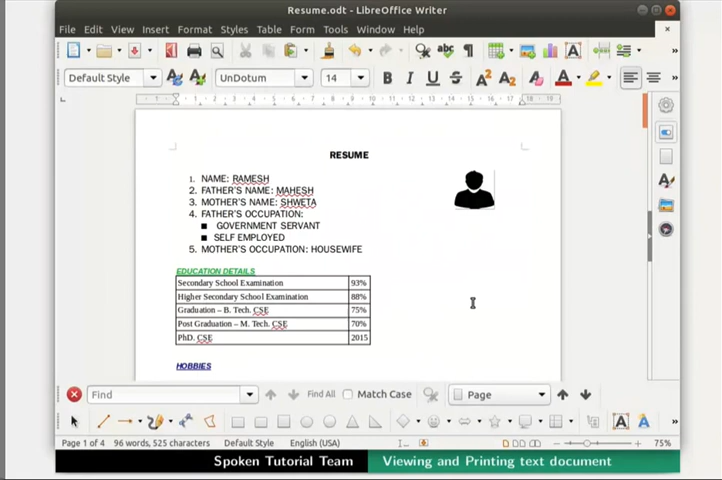 Resume.odt - LibreOffice Writer
File Edit View Insert Format Styles Table Form Tools Window Help
Default Style UnDotum 14
RESUME
1. NAME: RAMESH
2. FATHER'S NAME: MAHESH
3. MOTHER'S NAME: SHWETA
4. FATHER'S OCCUPATION:
■ GOVERNMENT SERVANT
■ SELF EMPLOYED
5. MOTHER'S OCCUPATION: HOUSEWIFE
EDUCATION DETAILS
Secondary School Examination 93%
Higher Secondary School Examination 88%
Graduation – B. Tech. CSE 75%
Post Graduation – M. Tech. CSE 70%
PhD. CSE 2015
HOBBIES
Find Find All Match Case Page
Page 1 of 4 96 words, 525 characters Default Style English (USA) 75%
Spoken Tutorial Team Viewing and Printing text document